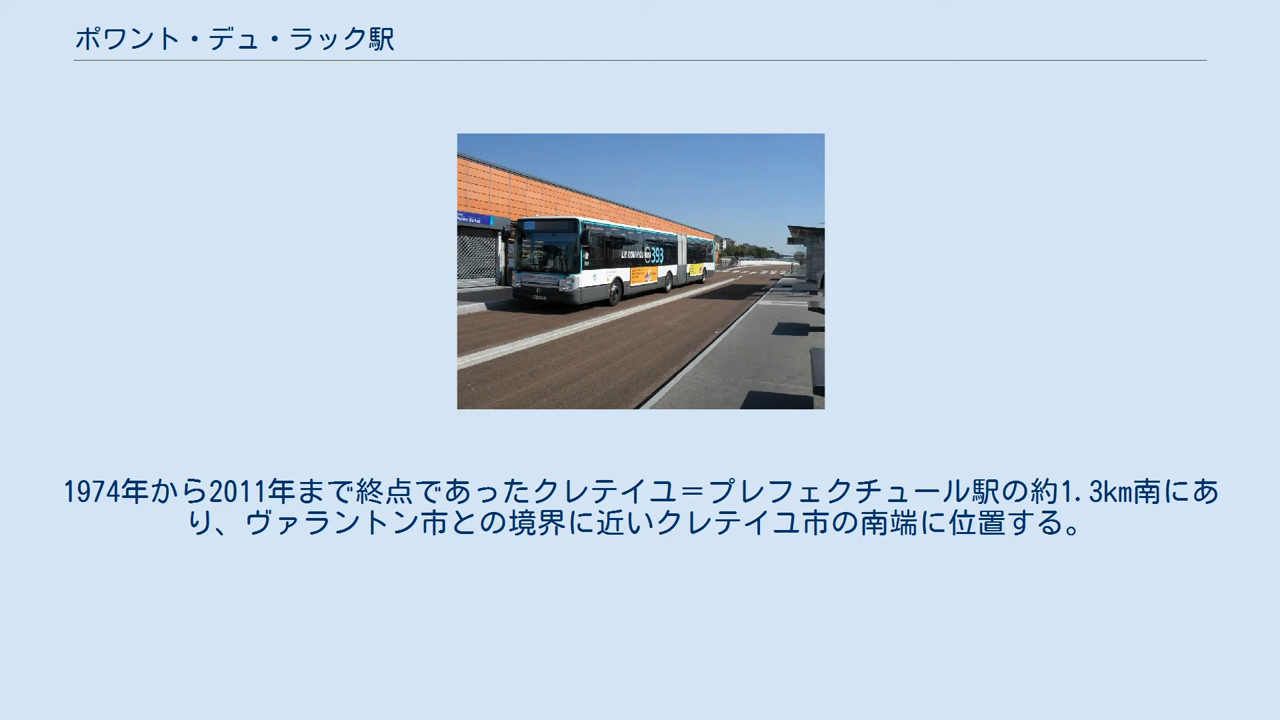 ポワント・デュ・ラック駅
393
1974年から2011年まで終点であったクレテイユ＝プレフェクチュール駅の約1.3km南にあ
り、ヴァラントン市との境界に近いクレテイユ市の南端に位置する。